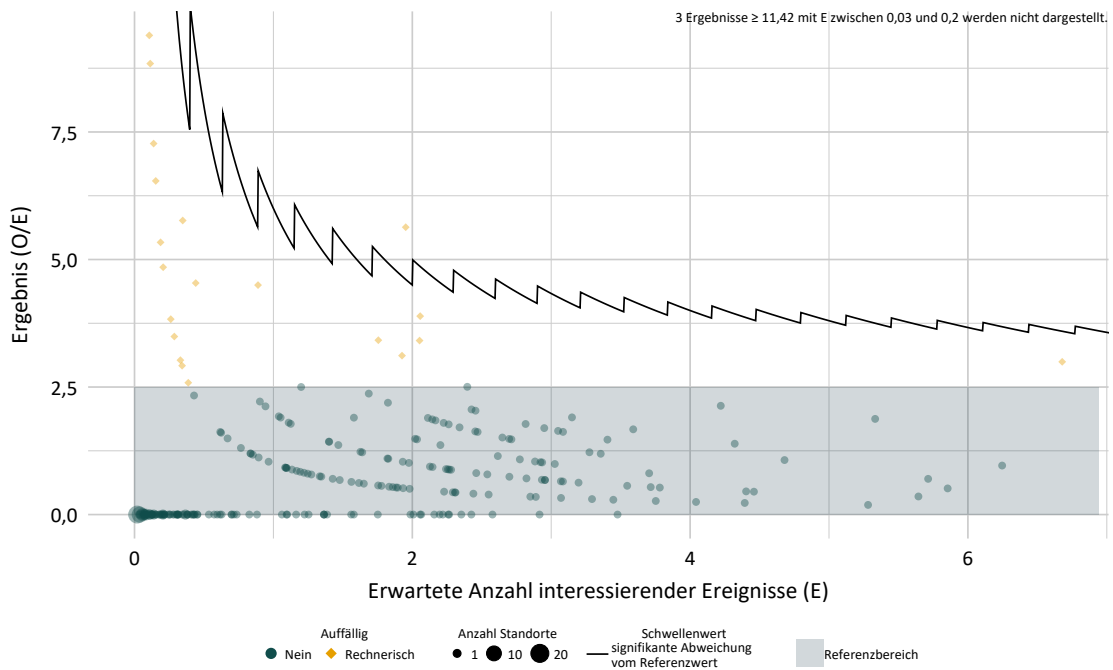 3 Ergebnisse ≥ 11,42 mit E zwischen 0,03 und 0,2 werden nicht dargestellt.
Ergebnis (O/E)
7,5
5,0
2,5
0,0
0
2
4
6
Erwartete Anzahl interessierender Ereignisse (E)
Auffällig
Nein
Rechnerisch
Anzahl Standorte
1
10
20
Schwellenwert
signifikante Abweichung
vom Referenzwert
Referenzbereich